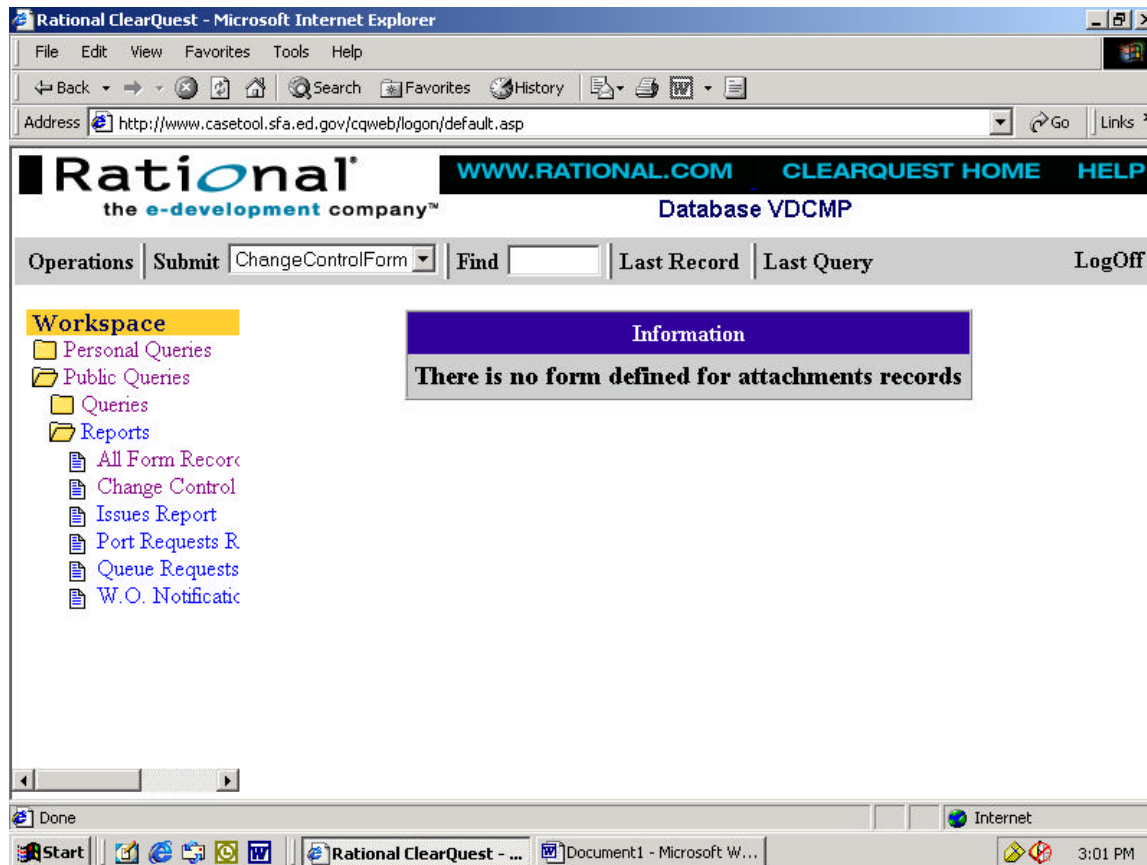 Rational ClearQuest - Microsoft Internet Explorer
File Edit View Favorites Tools Help
Back Search Favorites History
Address http://www.casetool.sfa.ed.gov/cqweb/logon/default.asp Go Links
Rational
the e-development company™
WWW.RATIONAL.COM CLEARQUEST HOME HELP
Database VDCMP
Operations Submit ChangeControlForm Find Last Record Last Query LogOff
Workspace
Personal Queries
Public Queries
Queries
Reports
All Form Recor
Change Control
Issues Report
Port Requests R
Queue Requests
W.O. Notificatic
Information
There is no form defined for attachments records
Done Internet
Start Rational ClearQuest - ... Document1 - Microsoft W... 3:01 PM